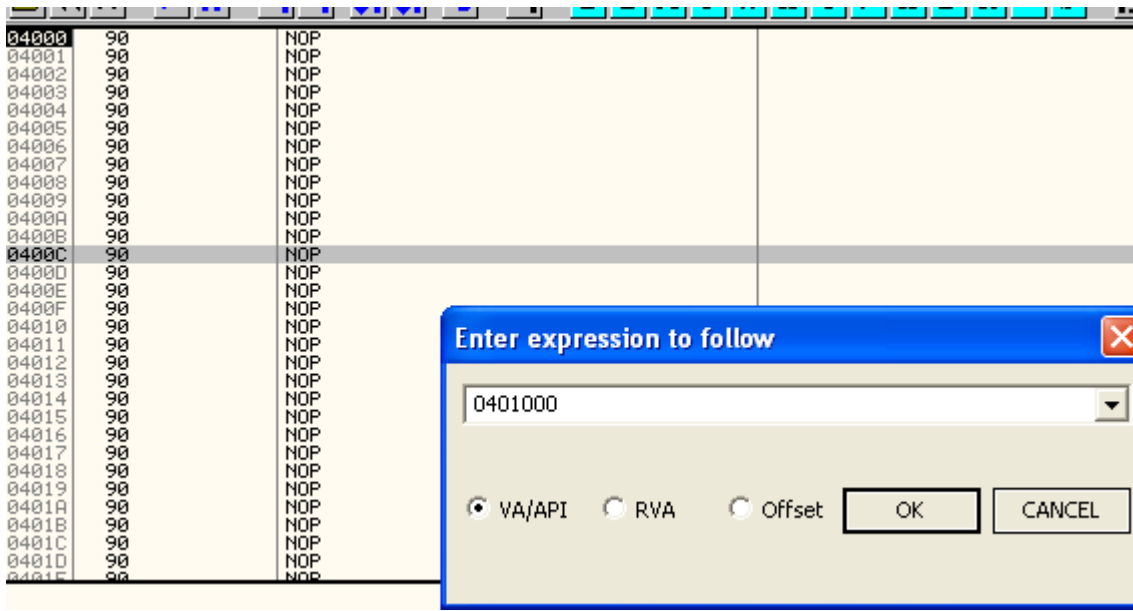 04000 90 NOP
04001 90 NOP
04002 90 NOP
04003 90 NOP
04004 90 NOP
04005 90 NOP
04006 90 NOP
04007 90 NOP
04008 90 NOP
04009 90 NOP
0400A 90 NOP
0400B 90 NOP
0400C 90 NOP
0400D 90 NOP
0400E 90 NOP
0400F 90 NOP
04010 90 NOP
04011 90 NOP
04012 90 NOP
04013 90 NOP
04014 90 NOP
04015 90 NOP
04016 90 NOP
04017 90 NOP
04018 90 NOP
04019 90 NOP
0401A 90 NOP
0401B 90 NOP
0401C 90 NOP
0401D 90 NOP
0401E 90 NOP
Enter expression to follow
0401000
VA/API RVA Offset OK CANCEL